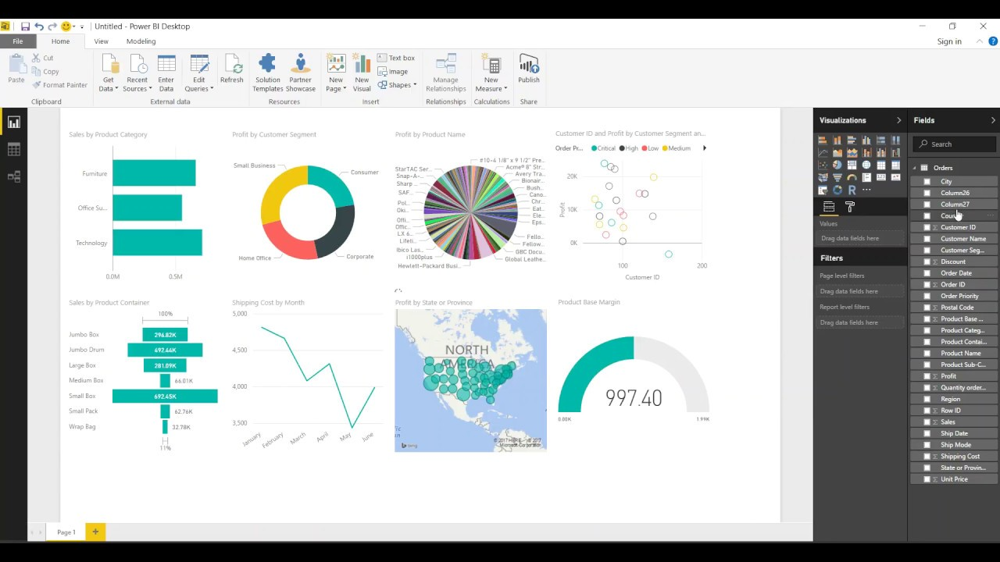 Untitled - Power BI Desktop
File Home View Modeling Sign in
Paste Cut Copy Format Painter Clipboard
Get Data Recent Sources Enter Data Edit Queries Refresh External data
Solution Templates Partner Showcase Resources
New Page New Visual Text box Image Shapes Insert
Manage Relationships Relationships
New Measure Calculations
Publish Share
Sales by Product Category
Furniture
Office Su...
Technology
0.0M 0.5M
Profit by Customer Segment
Small Business
Consumer
Home Office
Corporate
Profit by Product Name
StarTAC Ser...
Snap-A-...
Sharp ...
SAF...
Pol...
Oki...
Offi...
Offic...
LX 6...
Lifeti...
Ibico Las...
i1000plus
Hewlett-Packard Busi...
#10-4 1/8" x 9 1/2" Pre...
Acme® 8" Str...
Avery Tra...
Bionair...
Bush...
Cano...
Chr...
Eat...
Ele...
Eps...
Fello...
Fellow...
GBC Docu...
Global Leathe...
Customer ID and Profit by Customer Segment an...
Order Pr... Critical High Low Medium
20K
10K
0K
Profit
100 200
Customer ID
Sales by Product Container
100%
Jumbo Box 296.82K
Jumbo Drum 492.44K
Large Box 281.09K
Medium Box 66.01K
Small Box 692.45K
Small Pack 62.76K
Wrap Bag 32.78K
11%
Shipping Cost by Month
5,000
4,500
4,000
3,500
January February March April May June
Profit by State or Province
NORTH
AMERICA
bing
© 2017 HERE © 2017 Microsoft Corporation
Product Base Margin
997.40
0.00K 1.99K
Page 1
Visualizations
R
Values
Drag data fields here
Filters
Page level filters
Drag data fields here
Report level filters
Drag data fields here
Fields
Search
Orders
City
Column26
Column27
Customer ID
Customer Name
Customer Seg...
Discount
Order Date
Order ID
Order Priority
Postal Code
Product Base ...
Product Categ...
Product Contai...
Product Name
Product Sub-C...
Profit
Quantity order...
Region
Row ID
Sales
Ship Date
Ship Mode
Shipping Cost
State or Provin...
Unit Price